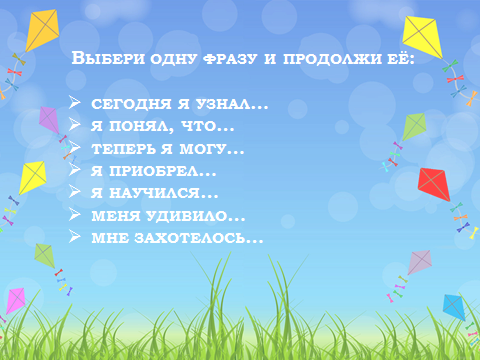 Выбери одну фразу и продолжи её:
➢ сегодня я узнал...
➢ я понял, что...
➢ теперь я могу...
➢ я приобрел...
➢ я научился...
➢ меня удивило...
➢ мне захотелось...